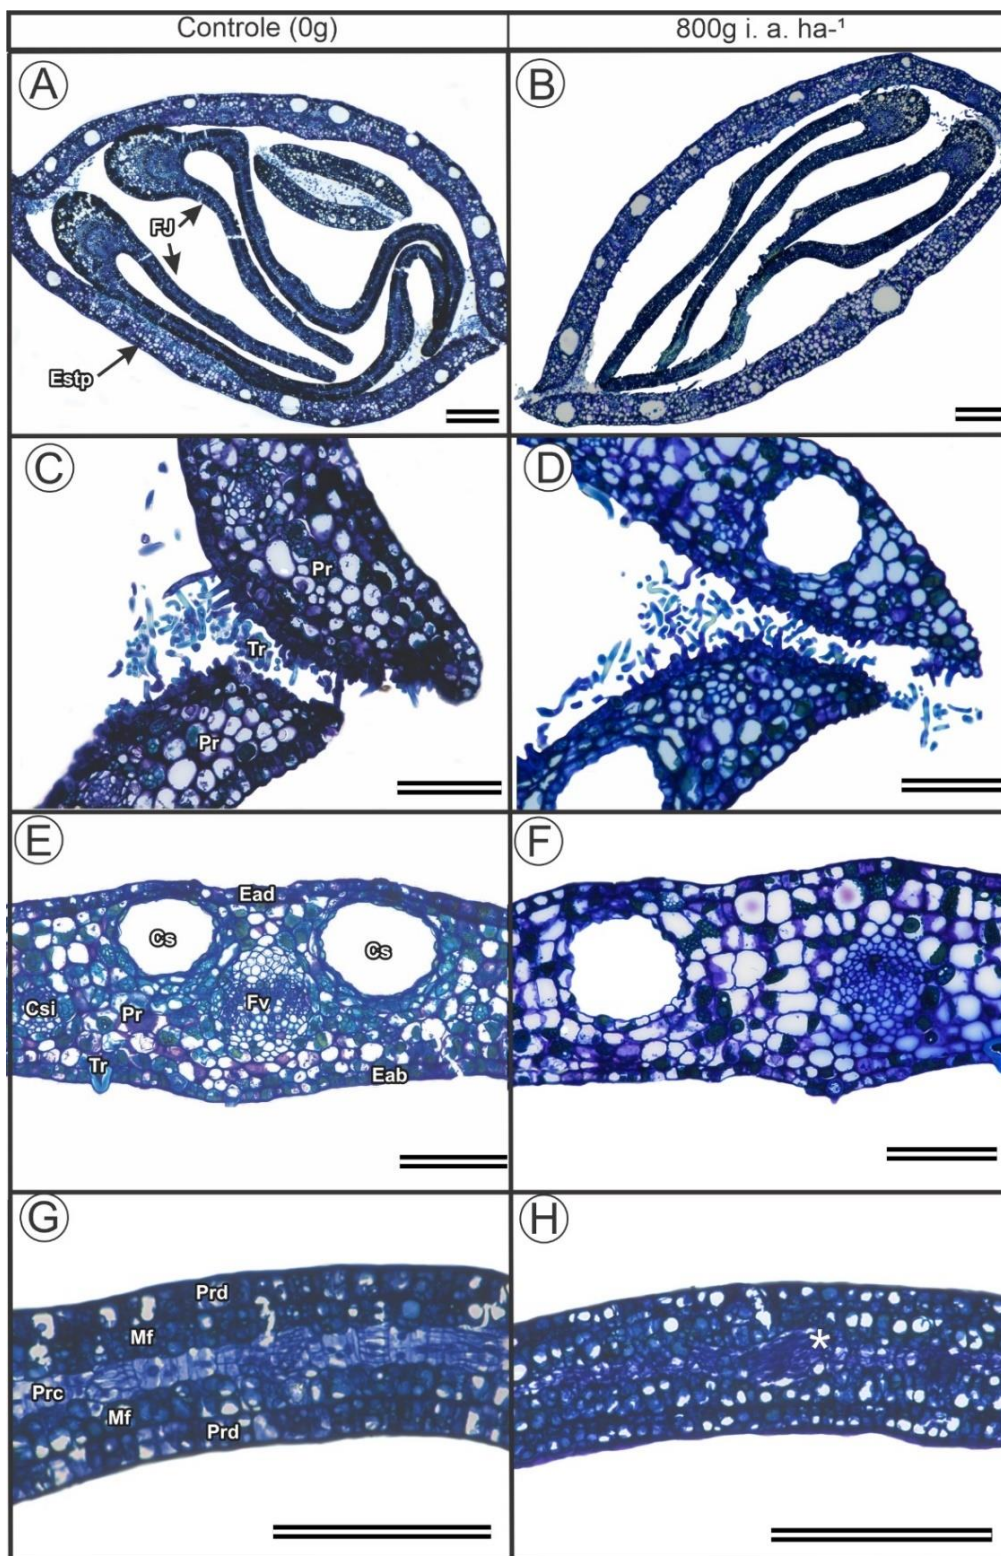 Controle (0g)
800g i. a. ha-¹
A
B
FJ
Estp
C
D
Pr
Tr
Pr
E
F
Ead
Cs
Cs
Csi
Pr
Fv
Tr
Eab
G
H
Prd
Mf
Prc
Mf
Prd
*